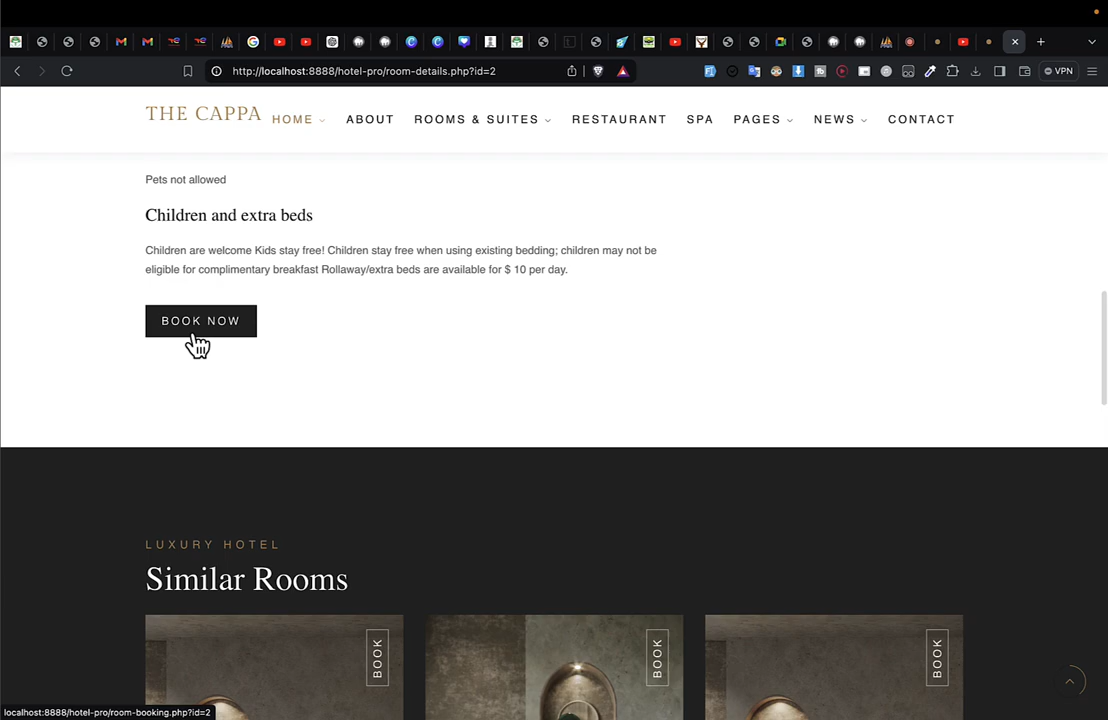 http://localhost:8888/hotel-pro/room-details.php?id=2
VPN
THE CAPPA
HOME
ABOUT
ROOMS & SUITES
RESTAURANT
SPA
PAGES
NEWS
CONTACT
Pets not allowed
Children and extra beds
Children are welcome Kids stay free! Children stay free when using existing bedding; children may not be
eligible for complimentary breakfast Rollaway/extra beds are available for $ 10 per day.
BOOK NOW
LUXURY HOTEL
Similar Rooms
BOOK
BOOK
BOOK
localhost:8888/hotel-pro/room-booking.php?id=2